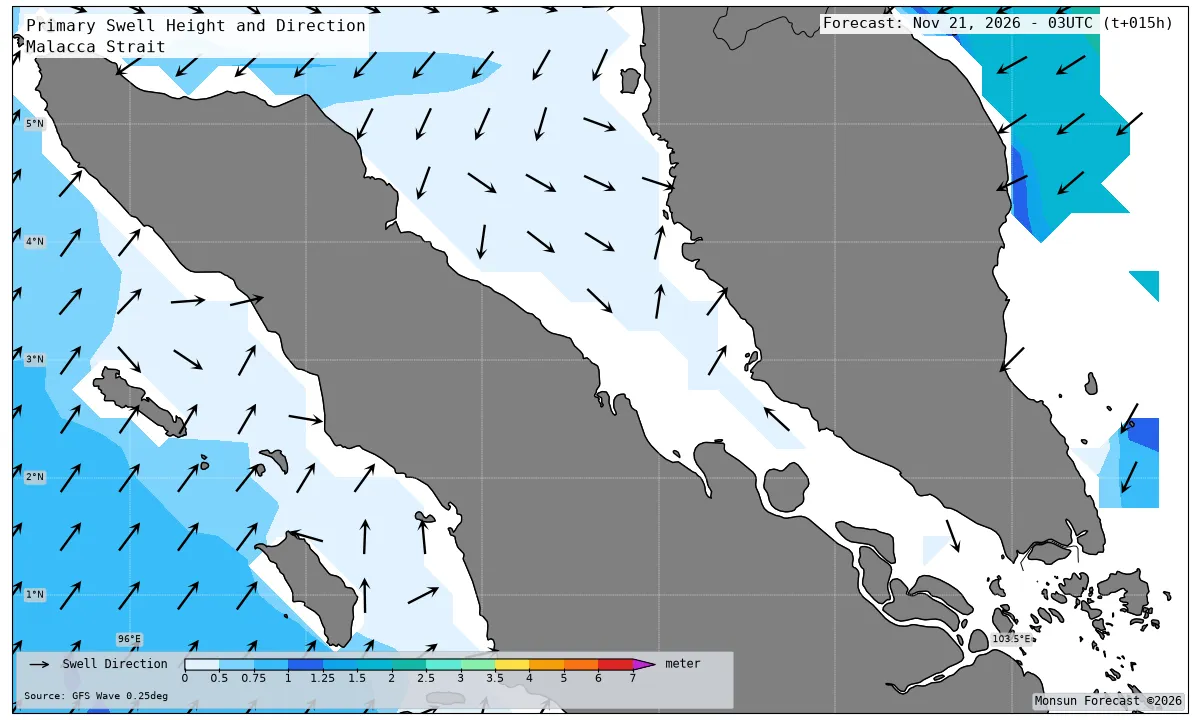 Primary Swell Height and Direction
Malacca Strait
Forecast: Nov 21, 2026 - 03UTC (t+015h)
5°N
4°N
3°N
2°N
1°N
96°E
103.5°E
Swell Direction
0 0.5 0.75 1 1.25 1.5 2 2.5 3 3.5 4 5 6 7
meter
Source: GFS Wave 0.25deg
Monsun Forecast ©2026